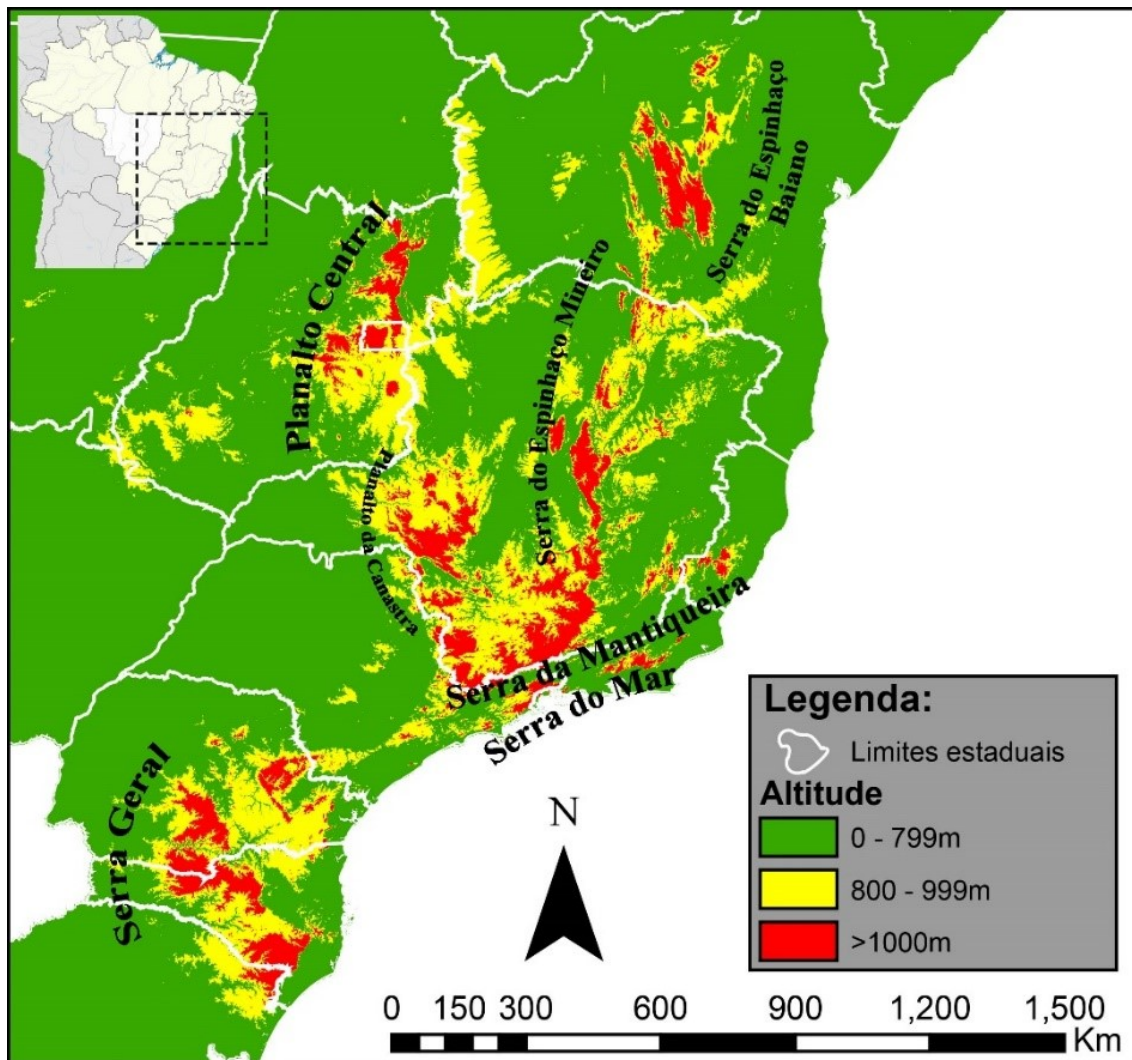 Serra do Espinhaço
Baiano
Planalto Central
Serra do Espinhaço Mineiro
Planalto da Canastra
Serra da Mantiqueira
Serra do Mar
Serra Geral
N
Legenda:
Limites estaduais
Altitude
0 - 799m
800 - 999m
>1000m
0 150 300 600 900 1,200 1,500
Km